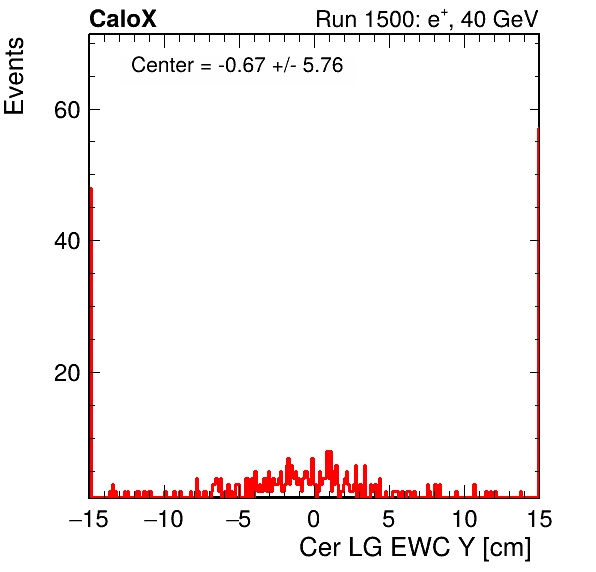 CaloX Run 1500: e⁺, 40 GeV
Center = -0.67 +/- 5.76
Events
60
40
20
−15 −10 −5 0 5 10 15
Cer LG EWC Y [cm]